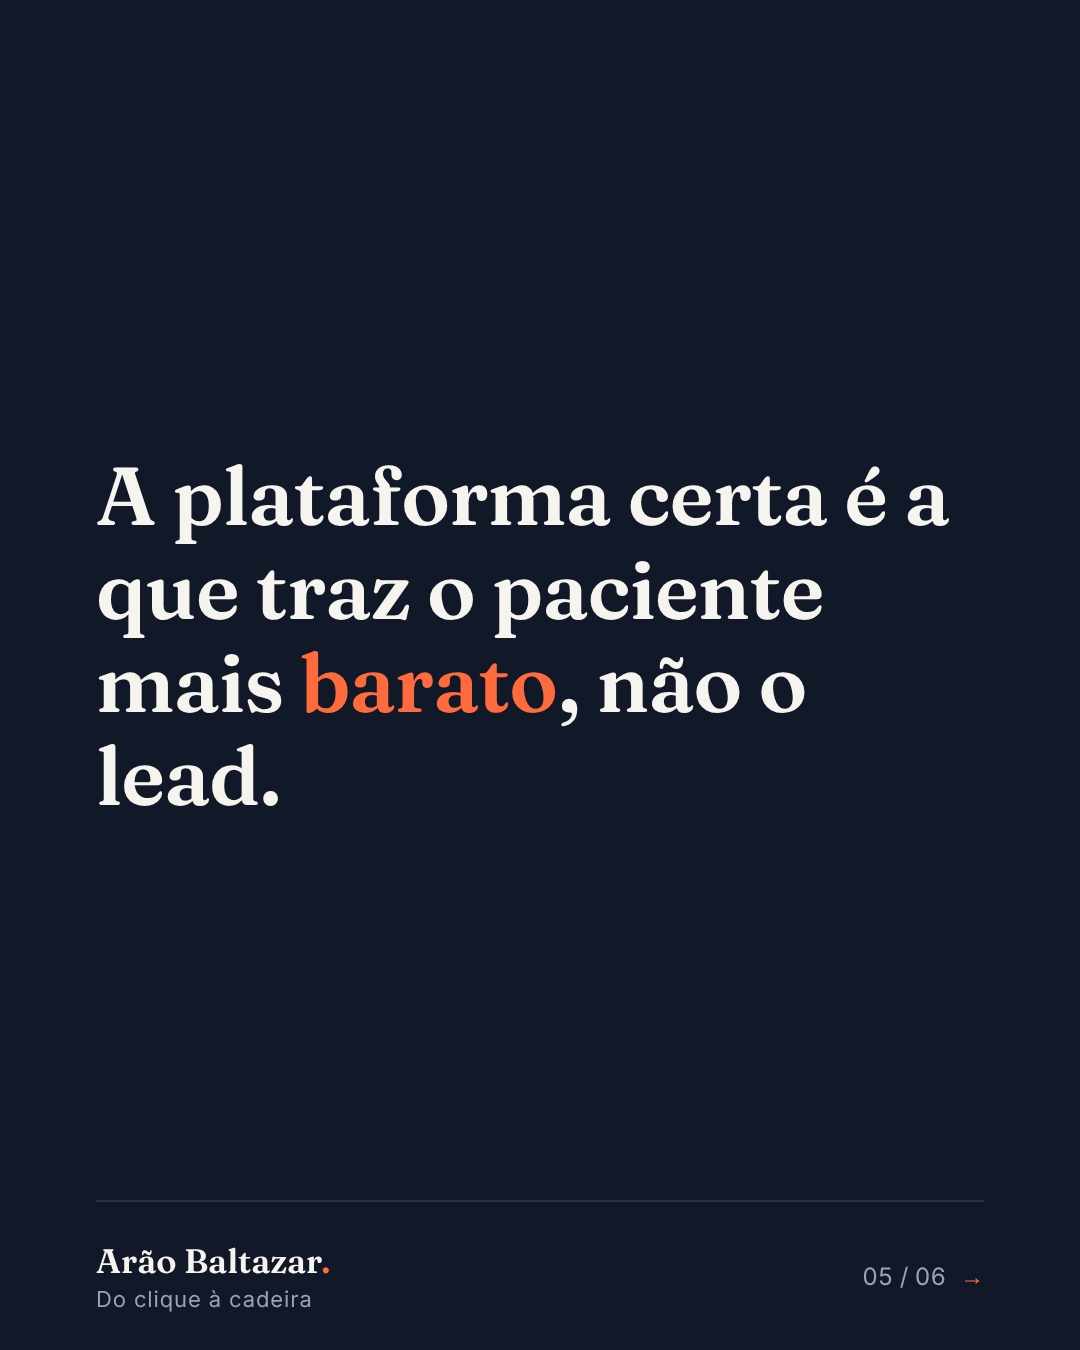 A plataforma certa é a
que traz o paciente
mais barato, não o
lead.
Arão Baltazar.
Do clique à cadeira
05 / 06 →